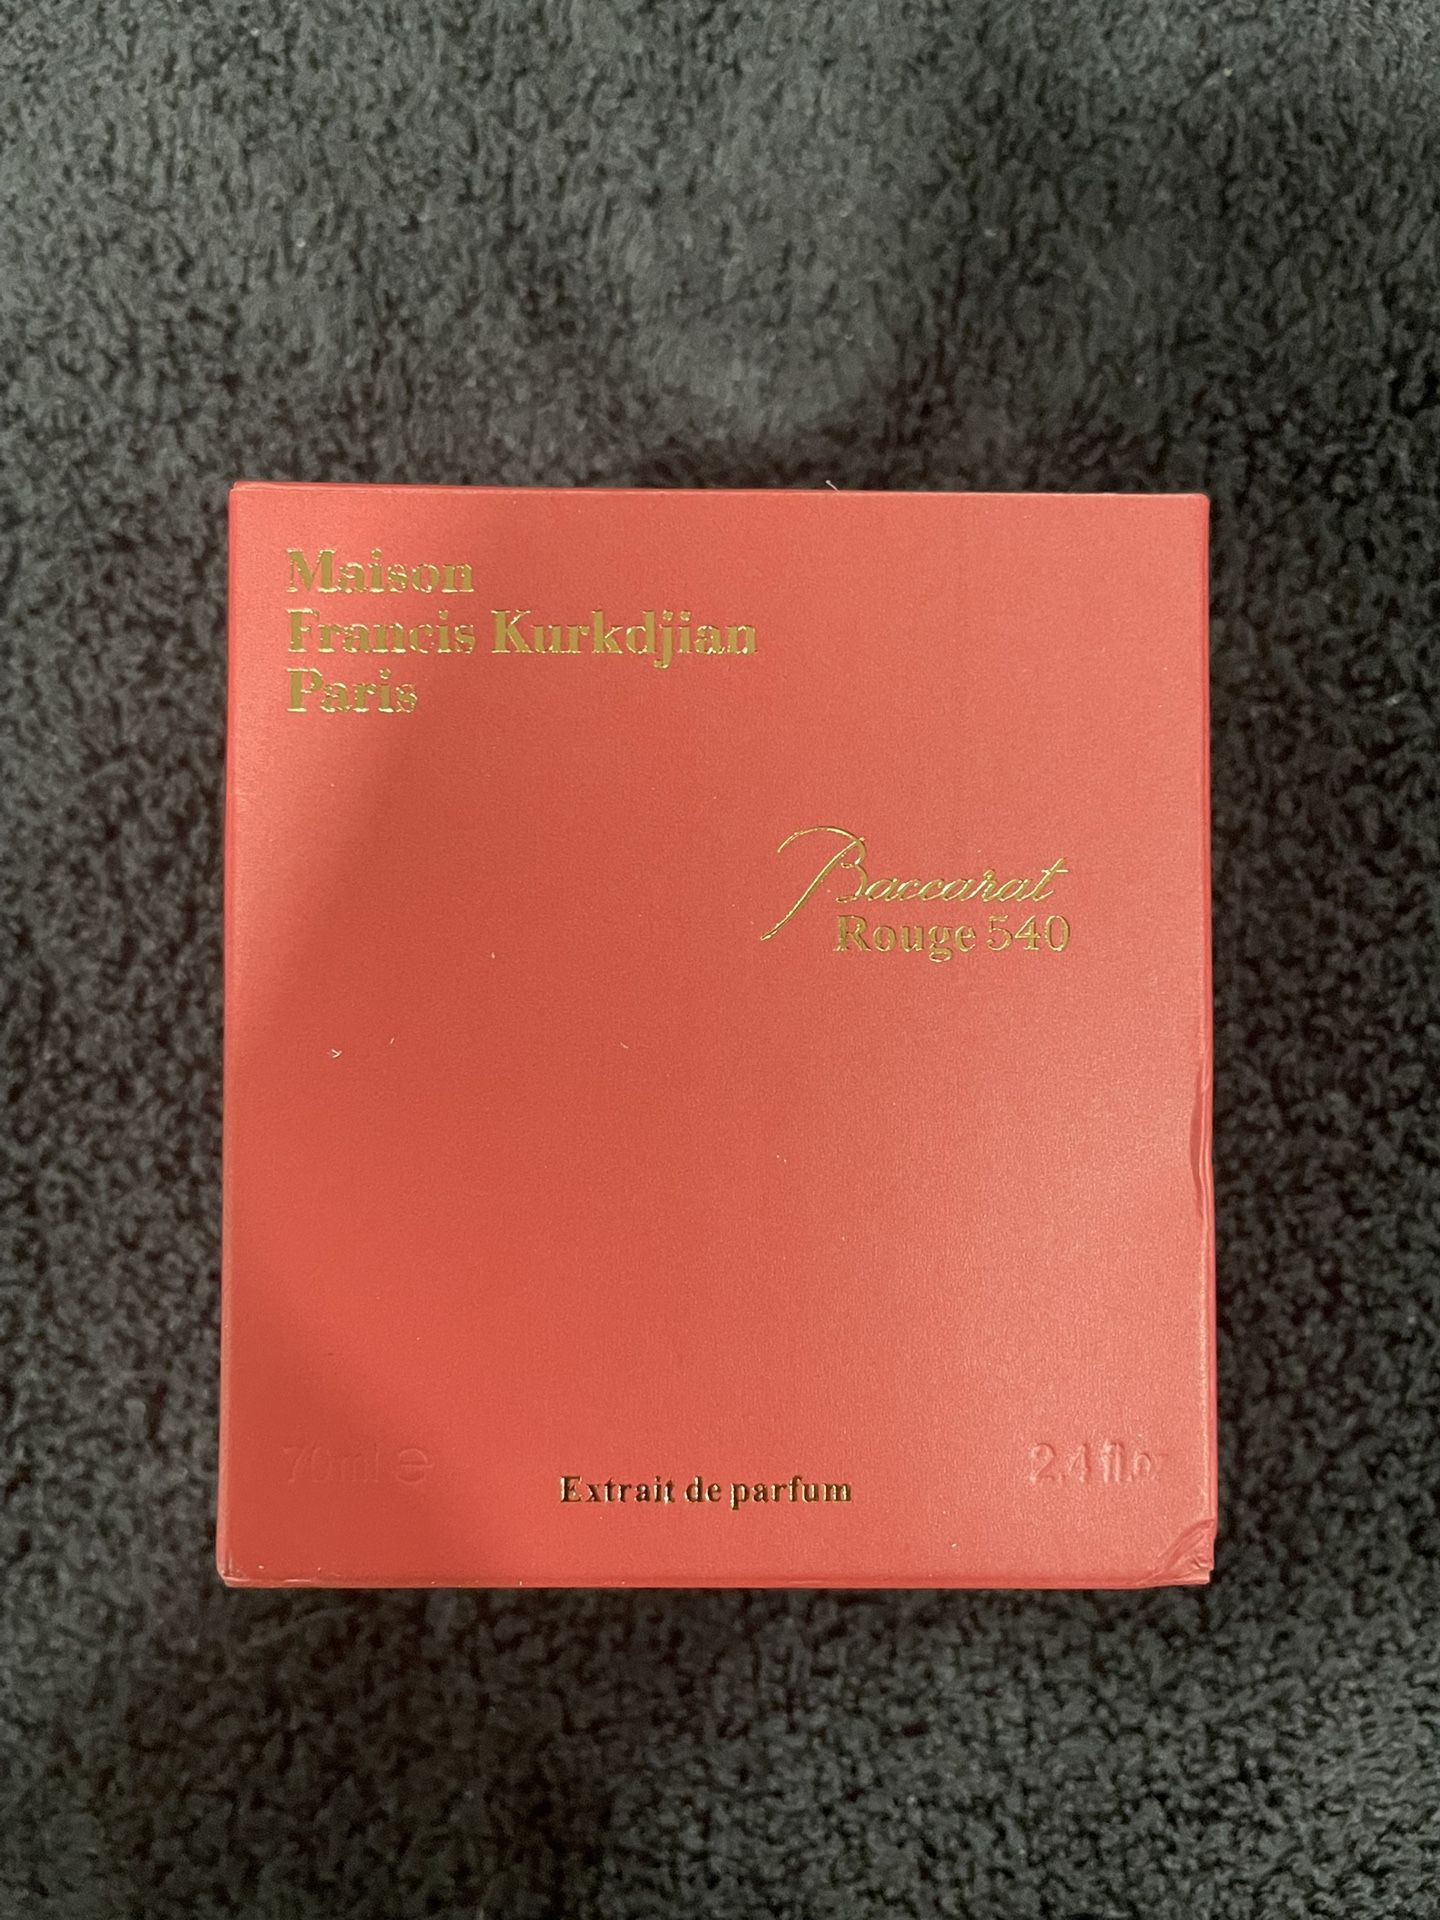 Maison
Francis Kurkdjian
Paris
Baccarat
Rouge 540
70ml ℮
2.4 fl.oz
Extrait de parfum